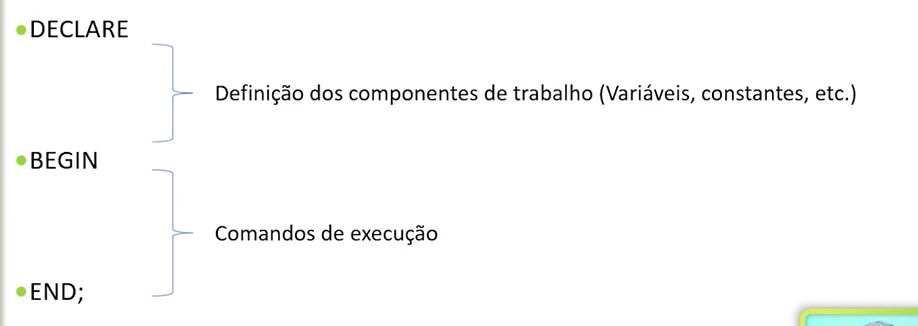 DECLARE
Definição dos componentes de trabalho (Variáveis, constantes, etc.)
BEGIN
Comandos de execução
END;